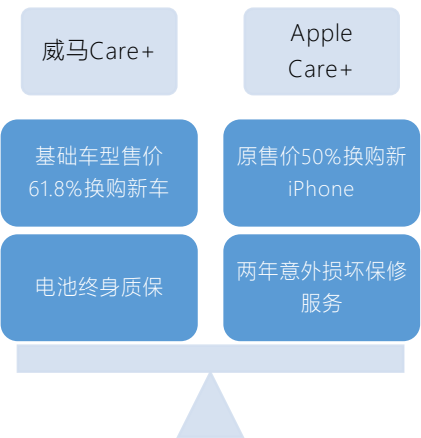 威马Care+
Apple
Care+
基础车型售价
61.8%换购新车
原售价50%换购新
iPhone
电池终身质保
两年意外损坏保修
服务